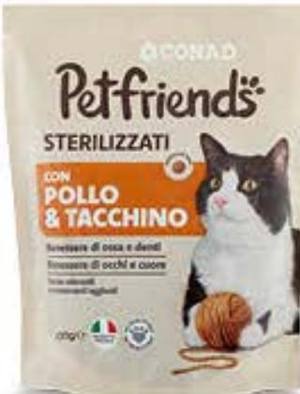 CONAD
Petfriends
STERILIZZATI
CON
POLLO
& TACCHINO
Benessere di ossa e denti
Benessere di occhi e cuore